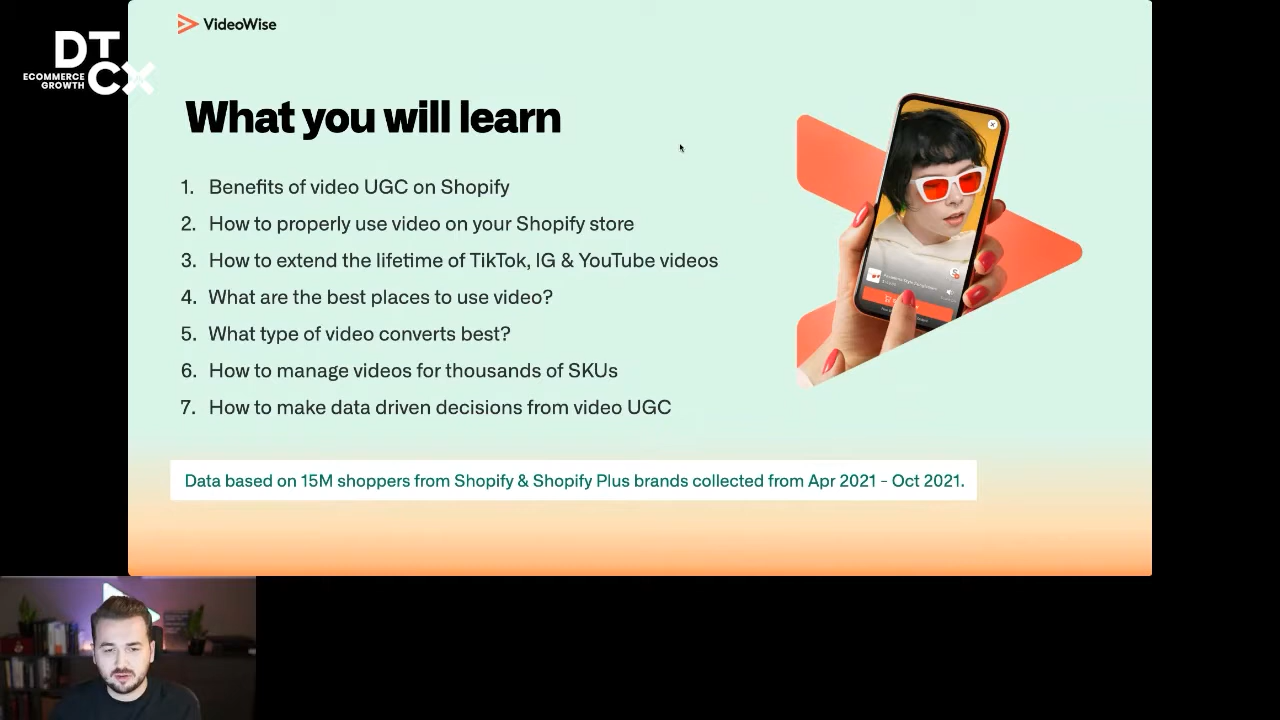 VideoWise
DTCX
ECOMMERCE
GROWTH
What you will learn
1. Benefits of video UGC on Shopify
2. How to properly use video on your Shopify store
3. How to extend the lifetime of TikTok, IG & YouTube videos
4. What are the best places to use video?
5. What type of video converts best?
6. How to manage videos for thousands of SKUs
7. How to make data driven decisions from video UGC
Data based on 15M shoppers from Shopify & Shopify Plus brands collected from Apr 2021 - Oct 2021.